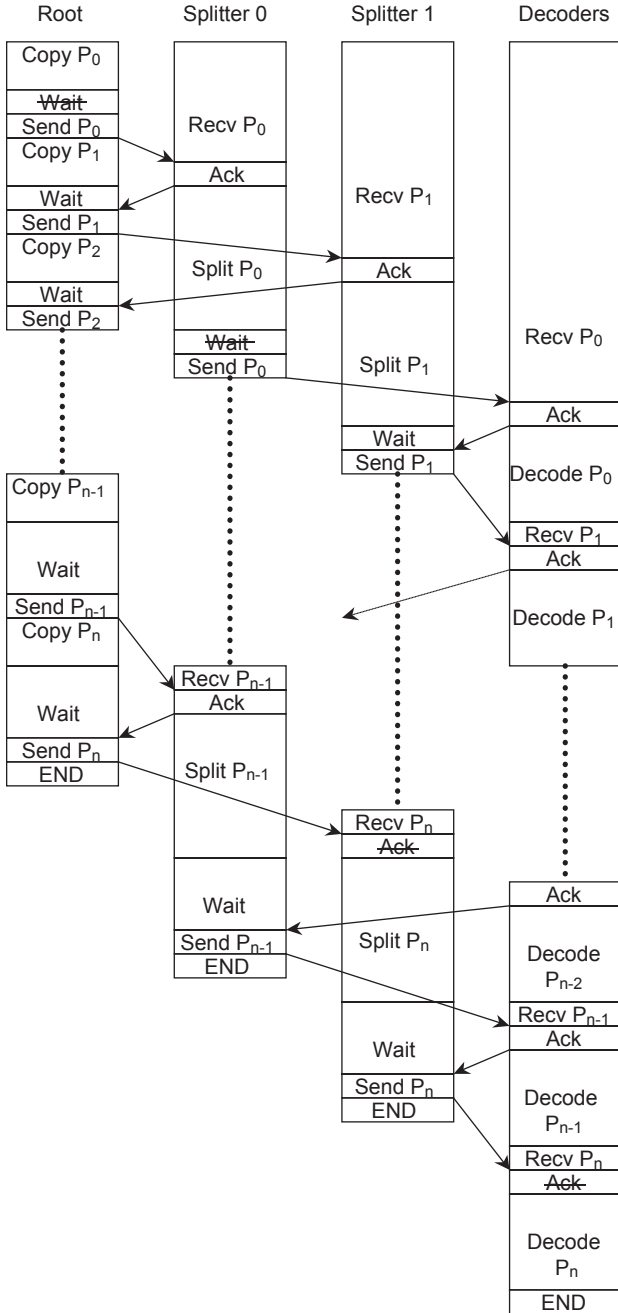 Root
Splitter 0
Splitter 1
Decoders
Copy P0
Wait
Send P0
Copy P1
Wait
Send P1
Copy P2
Wait
Send P2
Copy Pn-1
Wait
Send Pn-1
Copy Pn
Wait
Send Pn
END
Recv P0
Ack
Split P0
Wait
Send P0
Recv Pn-1
Ack
Split Pn-1
Wait
Send Pn-1
END
Recv P1
Ack
Split P1
Wait
Send P1
Recv Pn
Ack
Split Pn
Wait
Send Pn
END
Recv P0
Ack
Decode P0
Recv P1
Ack
Decode P1
Ack
Decode
Pn-2
Recv Pn-1
Ack
Decode
Pn-1
Recv Pn
Ack
Decode
Pn
END